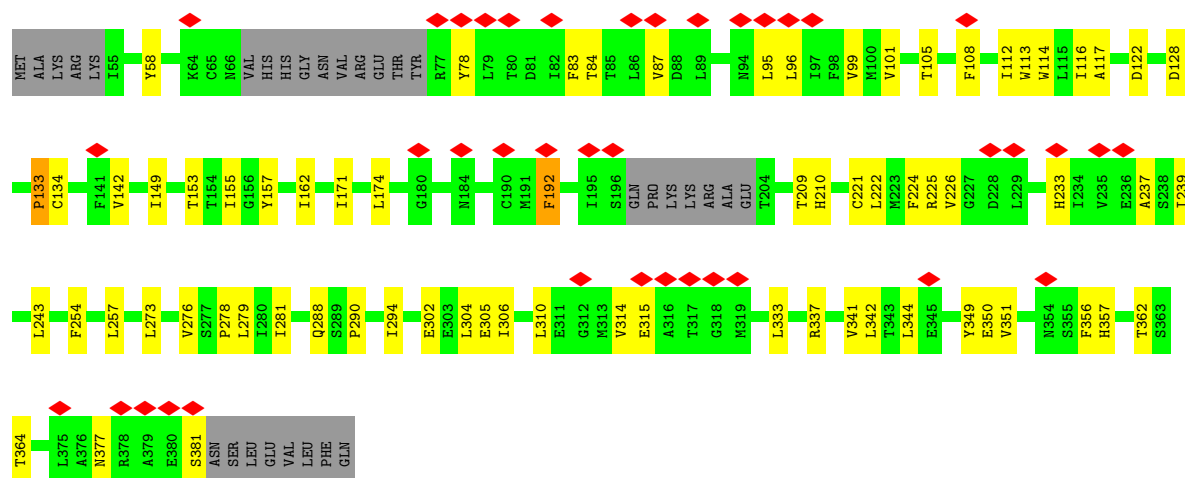 MET ALA LYS ARG LYS I55 Y58 K64 C65 N66 VAL HIS HIS GLY ASN VAL ARG GLU THR TYR R77 Y78 L79 T80 D81 I82 F83 T84 T85 L86 V87 D88 L89 N94 L95 L96 I97 F98 V99 M100 V101 T105 F108 I112 W113 W114 L115 I116 A117 D122 D128
P133 C134 F141 V142 I149 T153 T154 I155 G156 Y157 I162 I171 L174 G180 N184 C190 M191 F192 I195 S196 GLN PRO LYS LYS ARG ALA GLU T204 T209 H210 C221 L222 M223 F224 R225 V226 G227 D228 L229 H233 I234 V235 E236 A237 S238 I239
L243 F254 L257 L273 V276 S277 P278 L279 I280 I281 Q288 S289 P290 I294 E302 E303 L304 E305 I306 L310 E311 G312 M313 V314 E315 A316 T317 G318 M319 L333 R337 V341 L342 T343 L344 E345 Y349 E350 V351 N354 S355 F356 H357 T362 S363
T364 L375 A376 N377 R378 A379 E380 S381 ASN SER LEU GLU VAL LEU PHE GLN